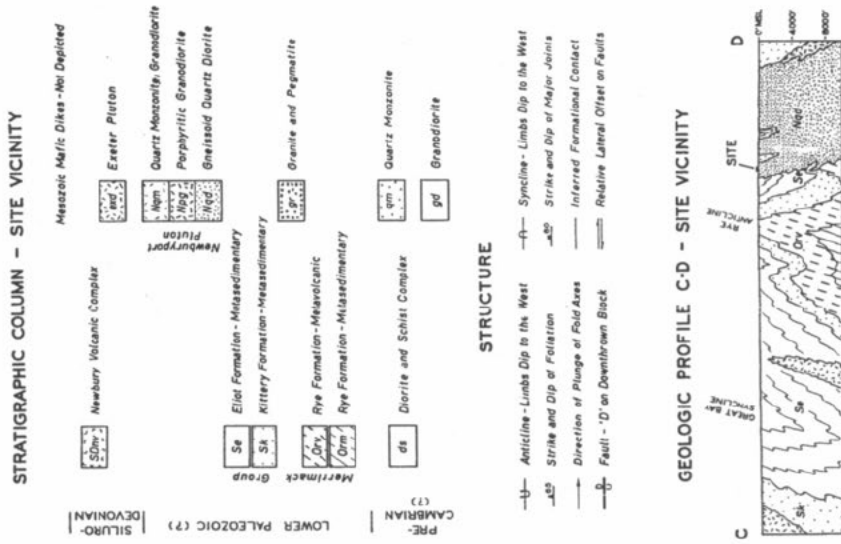 STRATIGRAPHIC COLUMN – SITE VICINITY
Mesozoic Mafic Dikes - Not Depicted
SILURO-
DEVONIAN
SDnv
Newbury Volcanic Complex
exd
Exeter Pluton
LOWER PALEOZOIC (?)
Newburyport
Pluton
Nqm
Quartz Monzonite, Granodiorite
Npg
Porphyritic Granodiorite
Nqd
Gneissoid Quartz Diorite
Merrimack
Group
Se
Eliot Formation - Metasedimentary
Sk
Kittery Formation - Metasedimentary
Orv
Rye Formation - Metavolcanic
Orm
Rye Formation - Metasedimentary
gr
Granite and Pegmatite
PRE-
CAMBRIAN
(?)
ds
Diorite and Schist Complex
qm
Quartz Monzonite
gd
Granodiorite
STRUCTURE
Anticline - Limbs Dip to the West
Syncline - Limbs Dip to the West
Strike and Dip of Foliation
Strike and Dip of Major Joints
Direction of Plunge of Fold Axes
Inferred Formational Contact
Fault - 'D' on Downthrown Block
Relative Lateral Offset on Faults
GEOLOGIC PROFILE C-D – SITE VICINITY
C
GREAT BAY
SYNCLINE
RYE
ANTICLINE
SITE
D
Sk
Se
Orv
Nqd
0' MSL
-4000'
-8000'